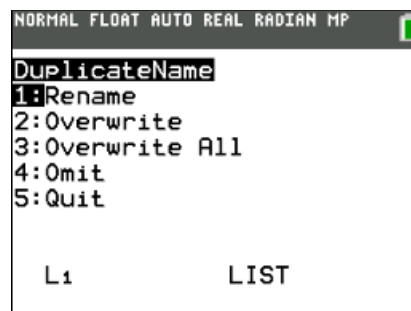 NORMAL FLOAT AUTO REAL RADIAN MP
DuplicateName
1:Rename
2:Overwrite
3:Overwrite All
4:Omit
5:Quit
L₁ LIST